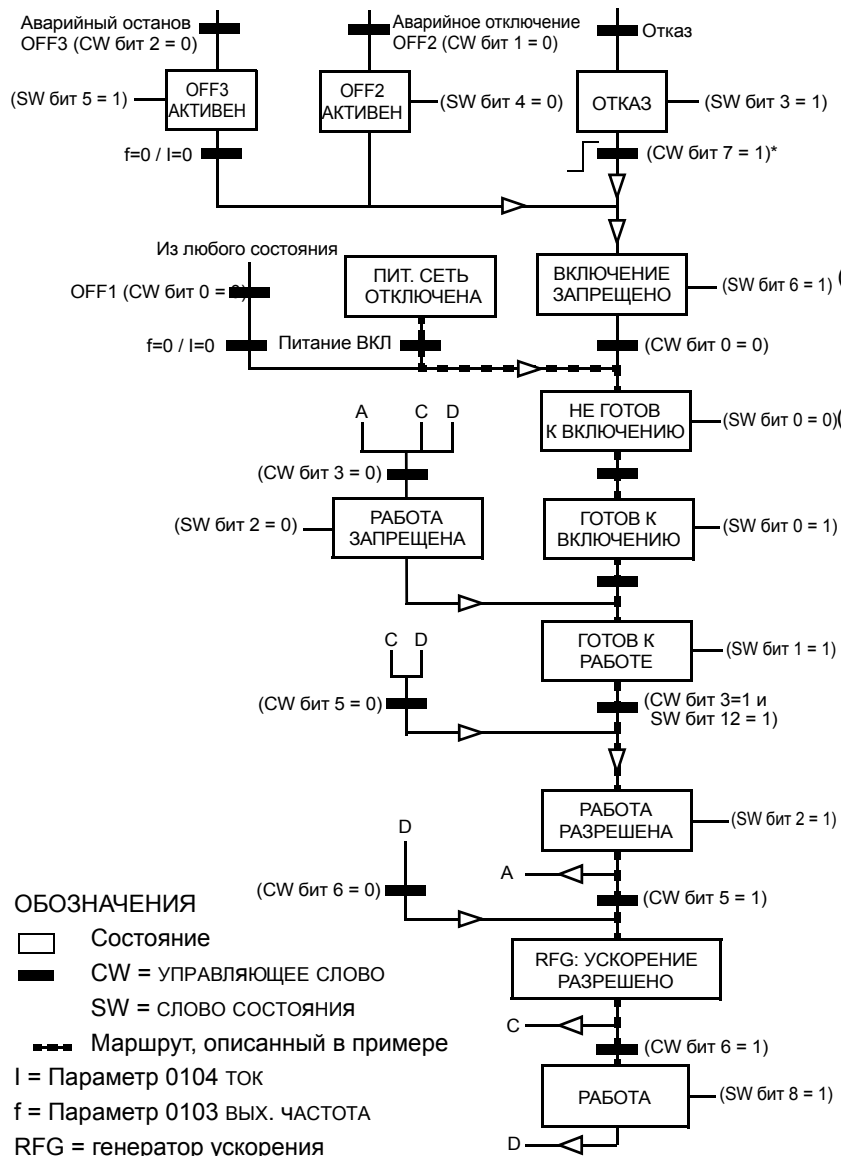 Аварийный останов
OFF3 (CW бит 2 = 0)
Аварийное отключение
OFF2 (CW бит 1 = 0)
Отказ
(SW бит 5 = 1)
OFF3
АКТИВЕН
OFF2
АКТИВЕН
(SW бит 4 = 0)
ОТКАЗ
(SW бит 3 = 1)
f=0 / I=0
(CW бит 7 = 1)*
Из любого состояния
OFF1 (CW бит 0 = 0)
ПИТ. СЕТЬ
ОТКЛЮЧЕНА
ВКЛЮЧЕНИЕ
ЗАПРЕЩЕНО
(SW бит 6 = 1) (
f=0 / I=0
Питание ВКЛ
(CW бит 0 = 0)
A C D
НЕ ГОТОВ
К ВКЛЮЧЕНИЮ
(SW бит 0 = 0)(
(CW бит 3 = 0)
(SW бит 2 = 0)
РАБОТА
ЗАПРЕЩЕНА
ГОТОВ К
ВКЛЮЧЕНИЮ
(SW бит 0 = 1)
C D
ГОТОВ К
РАБОТЕ
(SW бит 1 = 1)
(CW бит 5 = 0)
(CW бит 3=1 и
SW бит 12 = 1)
D
РАБОТА
РАЗРЕШЕНА
(SW бит 2 = 1)
A
(CW бит 6 = 0)
(CW бит 5 = 1)
RFG: УСКОРЕНИЕ
РАЗРЕШЕНО
C
(CW бит 6 = 1)
РАБОТА
(SW бит 8 = 1)
D
ОБОЗНАЧЕНИЯ
Состояние
CW = УПРАВЛЯЮЩЕЕ СЛОВО
SW = СЛОВО СОСТОЯНИЯ
Маршрут, описанный в примере
I = Параметр 0104 ТОК
f = Параметр 0103 ВЫХ. ЧАСТОТА
RFG = генератор ускорения